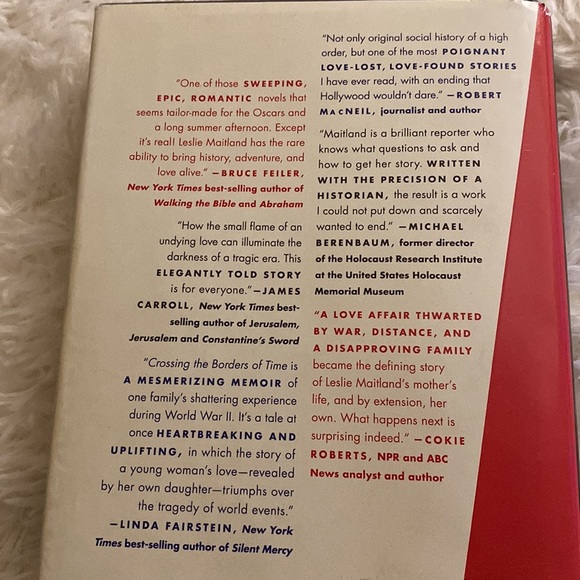 "One of those SWEEPING,
EPIC, ROMANTIC novels that
seems tailor-made for the Oscars and
a long summer afternoon. Except
it's real! Leslie Maitland has the rare
ability to bring history, adventure, and
love alive." —BRUCE FEILER,
New York Times best-selling author of
Walking the Bible and Abraham
"How the small flame of an
undying love can illuminate the
darkness of a tragic era. This
ELEGANTLY TOLD STORY
is for everyone."—JAMES
CARROLL, New York Times best-
selling author of Jerusalem,
Jerusalem and Constantine's Sword
"Crossing the Borders of Time is
A MESMERIZING MEMOIR of
one family's shattering experience
during World War II. It's a tale at
once HEARTBREAKING AND
UPLIFTING, in which the story of
a young woman's love—revealed
by her own daughter—triumphs over
the tragedy of world events."
—LINDA FAIRSTEIN, New York
Times best-selling author of Silent Mercy
"Not only original social history of a high
order, but one of the most POIGNANT
LOVE-LOST, LOVE-FOUND STORIES
I have ever read, with an ending that
Hollywood wouldn't dare." —ROBERT
MACNEIL, journalist and author
"Maitland is a brilliant reporter who
knows what questions to ask and
how to get her story. WRITTEN
WITH THE PRECISION OF A
HISTORIAN, the result is a work
I could not put down and scarcely
wanted to end." —MICHAEL
BERENBAUM, former director
of the Holocaust Research Institute
at the United States Holocaust
Memorial Museum
"A LOVE AFFAIR THWARTED
BY WAR, DISTANCE, AND
A DISAPPROVING FAMILY
became the defining story
of Leslie Maitland's mother's
life, and by extension, her
own. What happens next is
surprising indeed." —COKIE
ROBERTS, NPR and ABC
News analyst and author